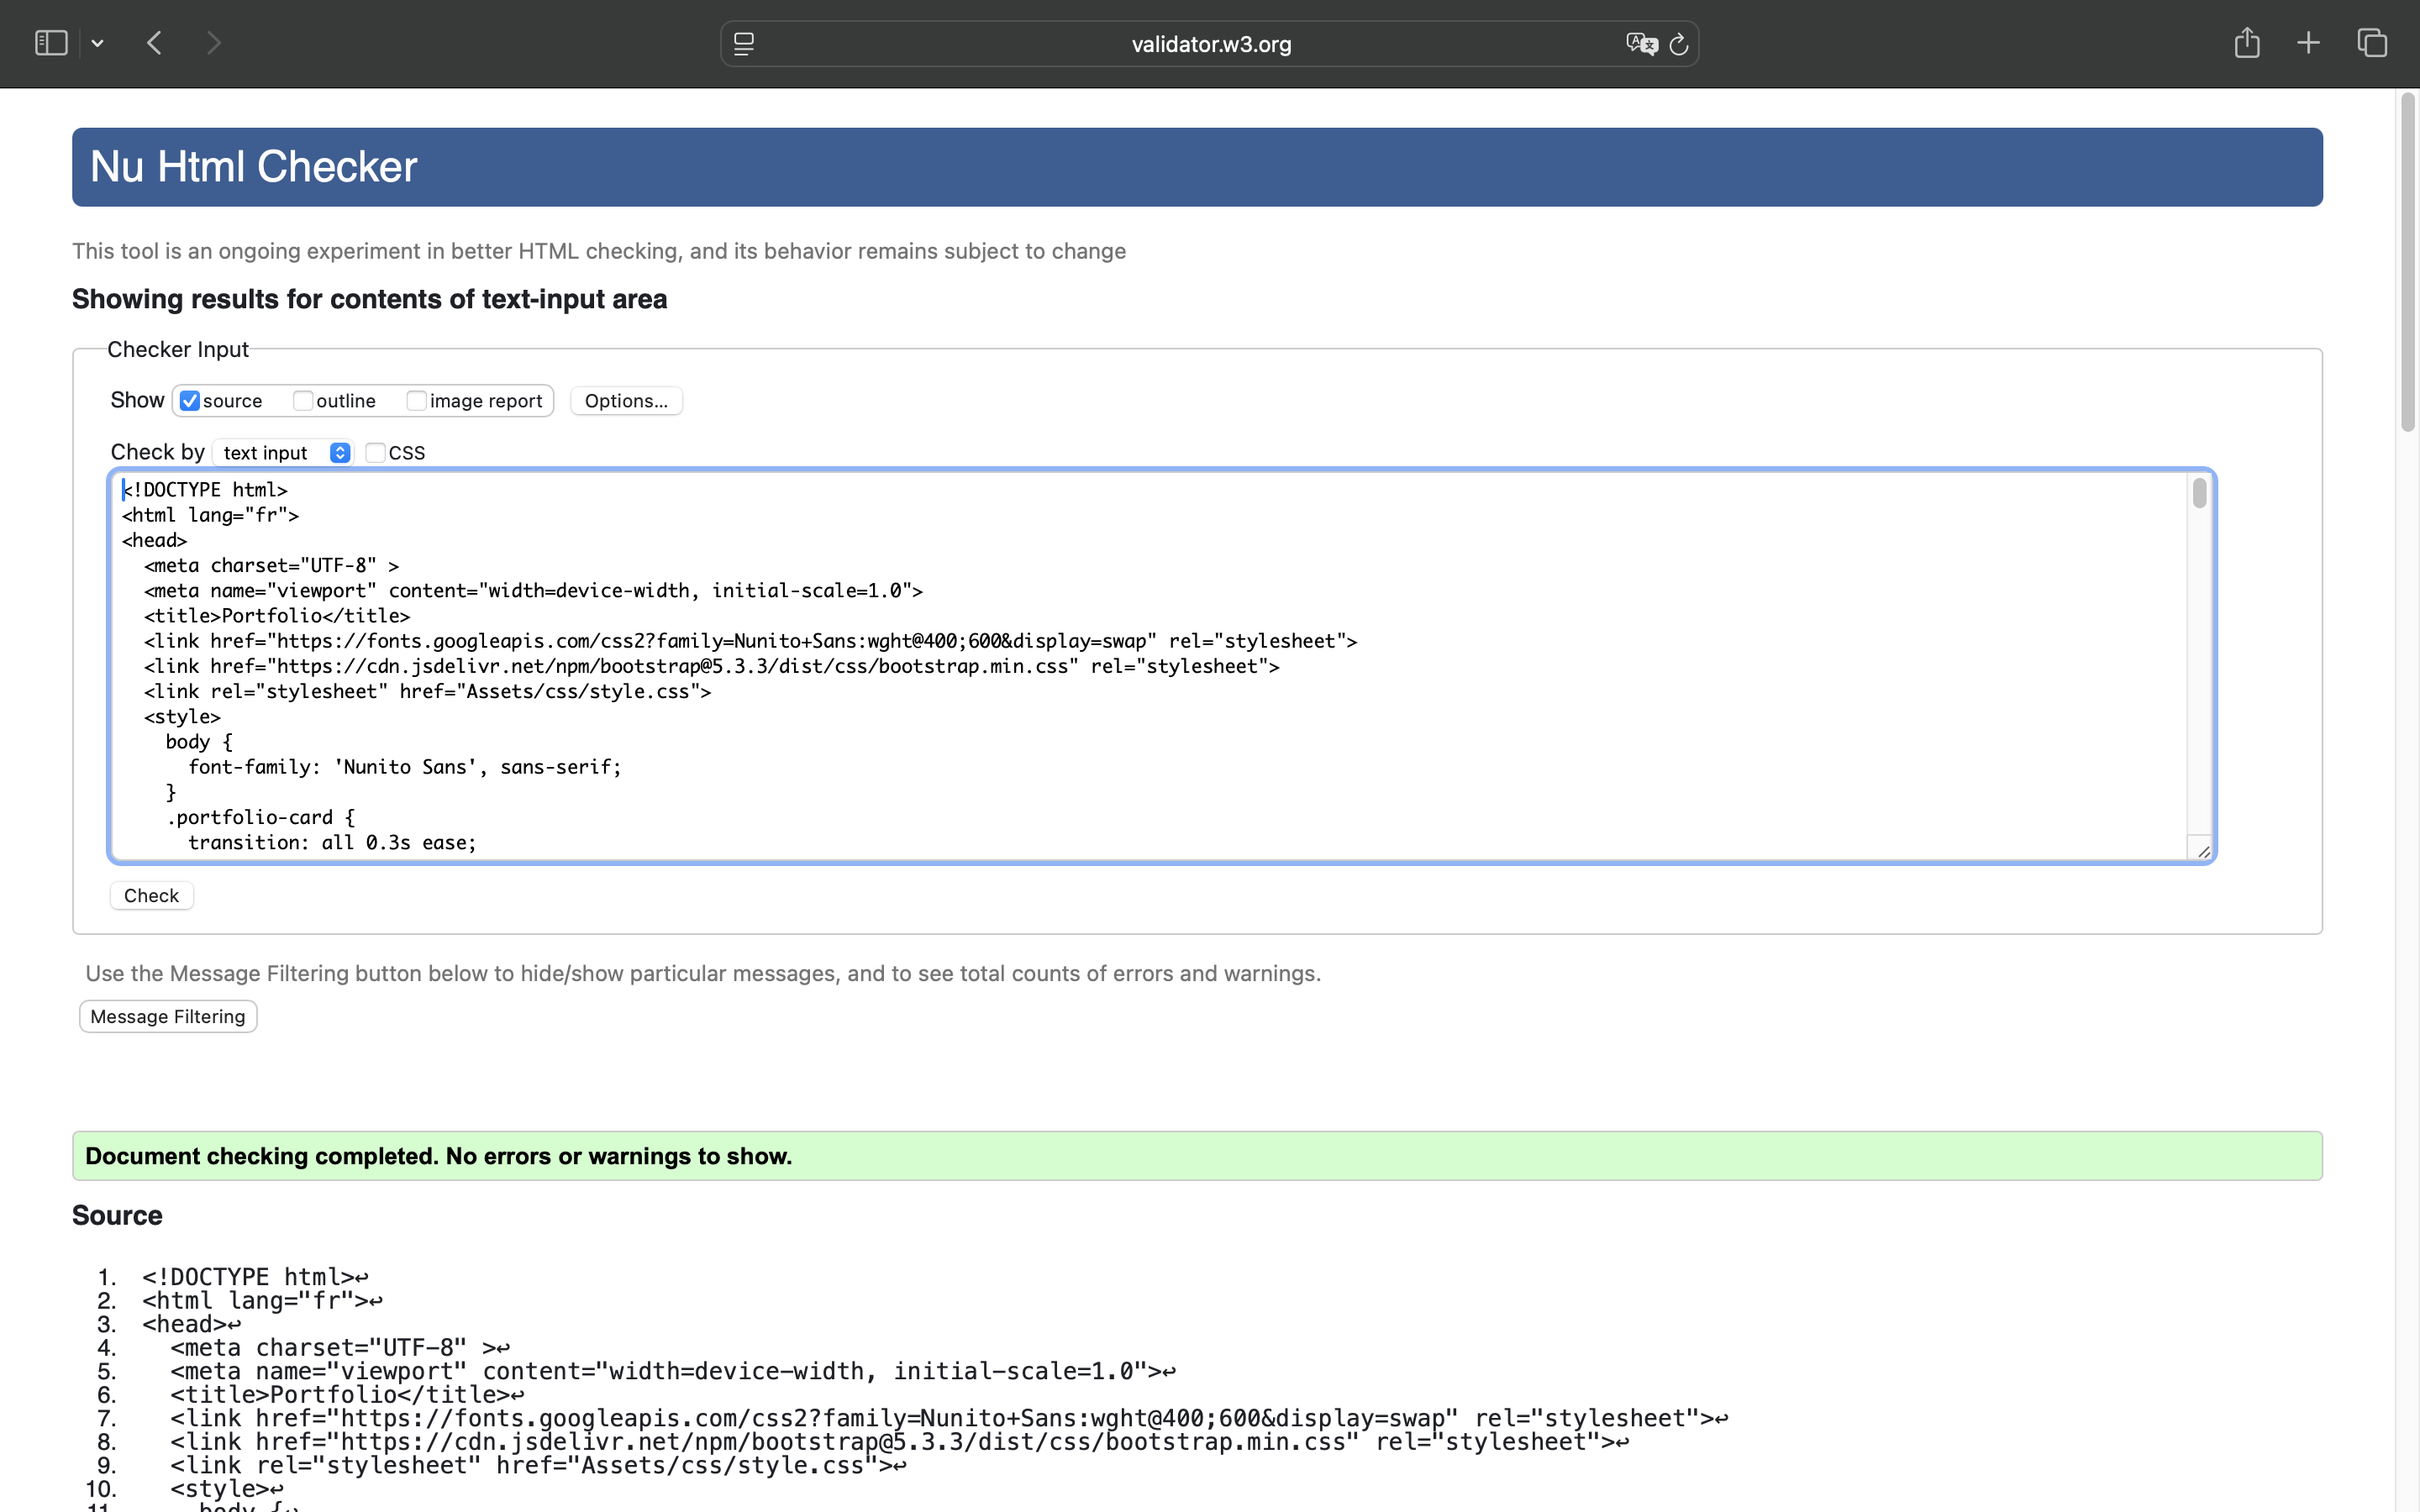 validator.w3.org
Nu Html Checker
This tool is an ongoing experiment in better HTML checking, and its behavior remains subject to change
Showing results for contents of text-input area
Checker Input
Show source outline image report Options...
Check by text input CSS
<!DOCTYPE html>
<html lang="fr">
<head>
  <meta charset="UTF-8" >
  <meta name="viewport" content="width=device-width, initial-scale=1.0">
  <title>Portfolio</title>
  <link href="https://fonts.googleapis.com/css2?family=Nunito+Sans:wght@400;600&display=swap" rel="stylesheet">
  <link href="https://cdn.jsdelivr.net/npm/bootstrap@5.3.3/dist/css/bootstrap.min.css" rel="stylesheet">
  <link rel="stylesheet" href="Assets/css/style.css">
  <style>
    body {
      font-family: 'Nunito Sans', sans-serif;
    }
    .portfolio-card {
      transition: all 0.3s ease;
Check
Use the Message Filtering button below to hide/show particular messages, and to see total counts of errors and warnings.
Message Filtering
Document checking completed. No errors or warnings to show.
Source
1. <!DOCTYPE html>↩
2. <html lang="fr">↩
3. <head>↩
4.   <meta charset="UTF-8" >↩
5.   <meta name="viewport" content="width=device-width, initial-scale=1.0">↩
6.   <title>Portfolio</title>↩
7.   <link href="https://fonts.googleapis.com/css2?family=Nunito+Sans:wght@400;600&display=swap" rel="stylesheet">↩
8.   <link href="https://cdn.jsdelivr.net/npm/bootstrap@5.3.3/dist/css/bootstrap.min.css" rel="stylesheet">↩
9.   <link rel="stylesheet" href="Assets/css/style.css">↩
10.   <style>↩
11.     body {↩